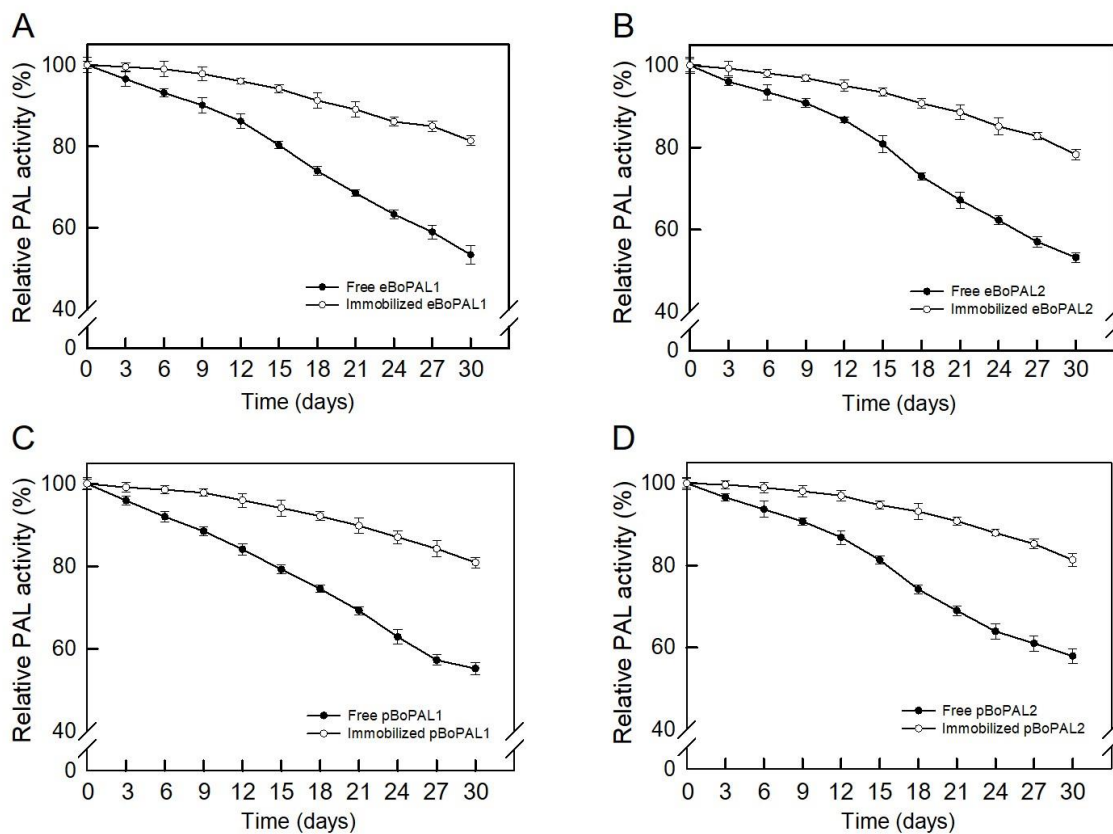 A
Relative PAL activity (%)
100
80
60
40
0
Free eBoPAL1
Immobilized eBoPAL1
0 3 6 9 12 15 18 21 24 27 30
Time (days)
B
Relative PAL activity (%)
100
80
60
40
0
Free eBoPAL2
Immobilized eBoPAL2
0 3 6 9 12 15 18 21 24 27 30
Time (days)
C
Relative PAL activity (%)
100
80
60
40
0
Free pBoPAL1
Immobilized pBoPAL1
0 3 6 9 12 15 18 21 24 27 30
Time (days)
D
Relative PAL activity (%)
100
80
60
40
0
Free pBoPAL2
Immobilized pBoPAL2
0 3 6 9 12 15 18 21 24 27 30
Time (days)